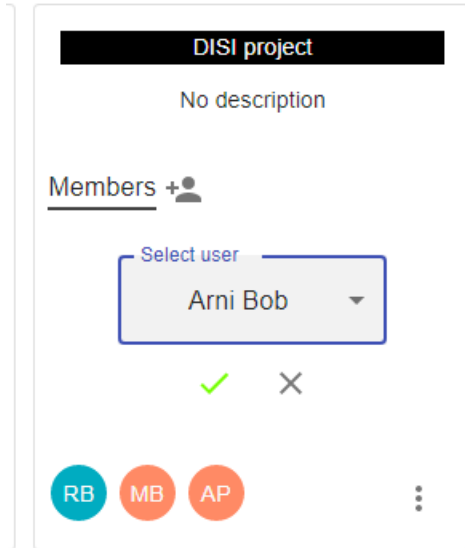 DISI project
No description
Members
Select user
Arni Bob
RB MB AP